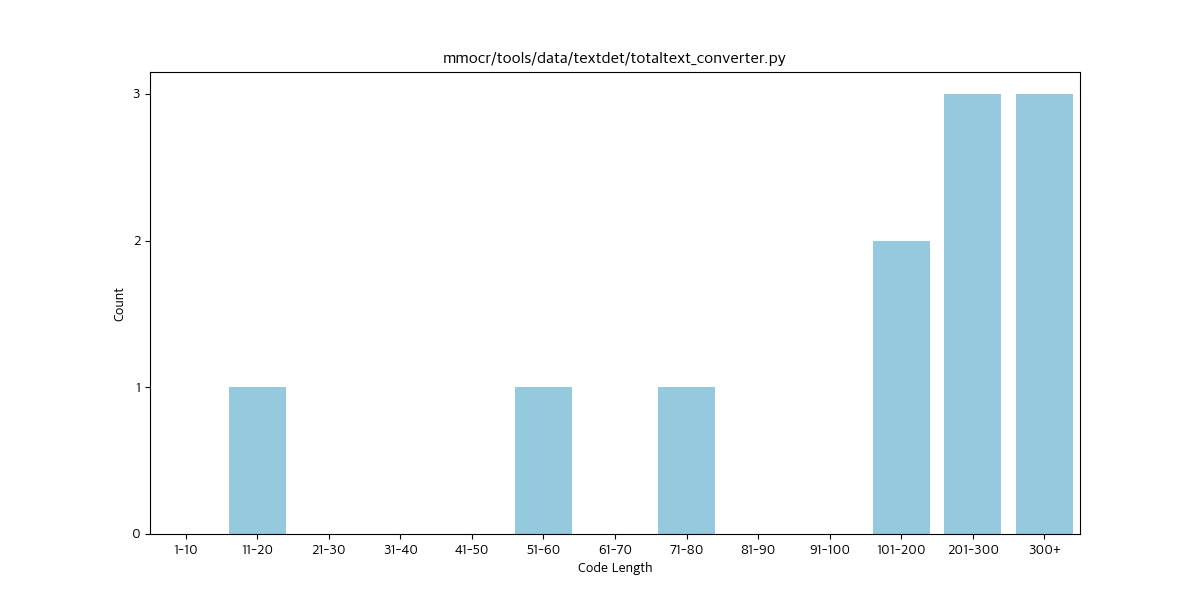 mmocr/tools/data/textdet/totaltext_converter.py
3
2
1
0
Count
1-10 11-20 21-30 31-40 41-50 51-60 61-70 71-80 81-90 91-100 101-200 201-300 300+
Code Length